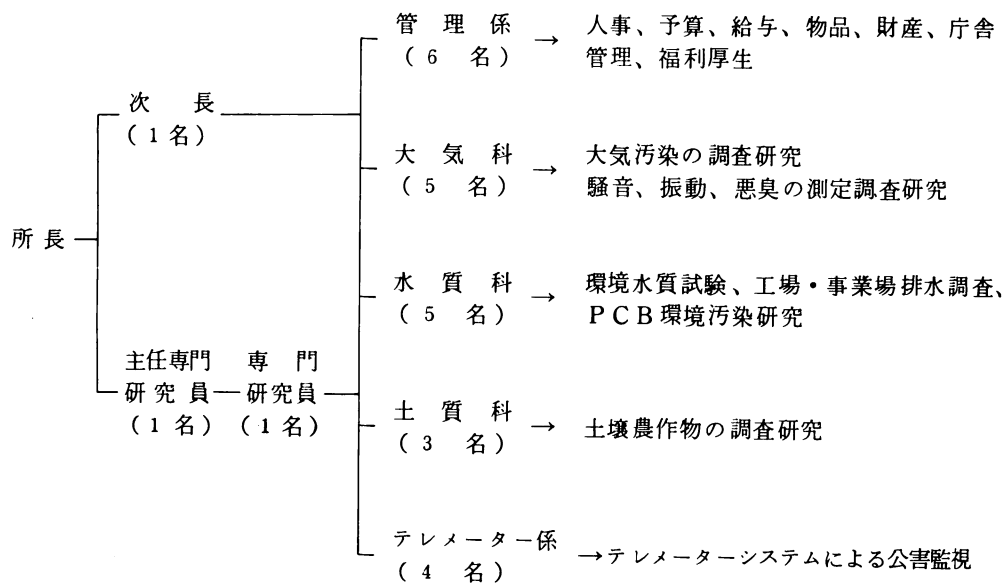 所長
次長
(1名)
主任専門
研究員
(1名)
専門
研究員
(1名)
管理係
(6名)
→ 人事、予算、給与、物品、財産、庁舎
管理、福利厚生
大気科
(5名)
→ 大気汚染の調査研究
騒音、振動、悪臭の測定調査研究
水質科
(5名)
→ 環境水質試験、工場・事業場排水調査、
PCB環境汚染研究
土質科
(3名)
→ 土壌農作物の調査研究
テレメーター係
(4名)
→テレメーターシステムによる公害監視